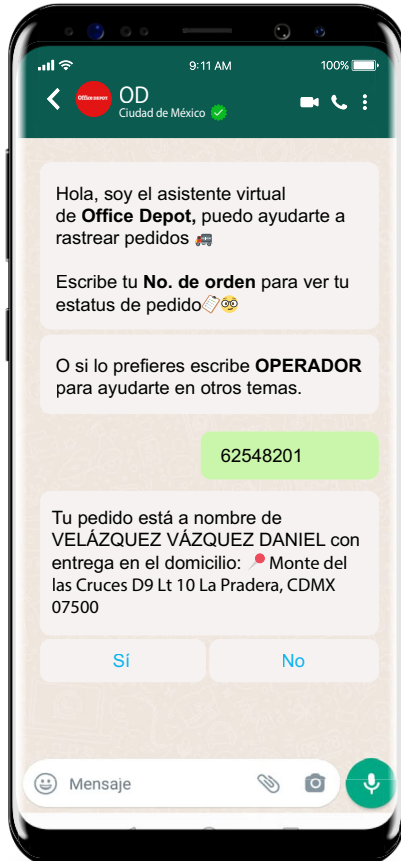 9:11 AM
100%
Office DEPOT
OD
Ciudad de México
Hola, soy el asistente virtual
de Office Depot, puedo ayudarte a
rastrear pedidos 🚚
Escribe tu No. de orden para ver tu
estatus de pedido📋🧐
O si lo prefieres escribe OPERADOR
para ayudarte en otros temas.
62548201
Tu pedido está a nombre de
VELÁZQUEZ VÁZQUEZ DANIEL con
entrega en el domicilio: 📍Monte del
las Cruces D9 Lt 10 La Pradera, CDMX
07500
Sí
No
Mensaje